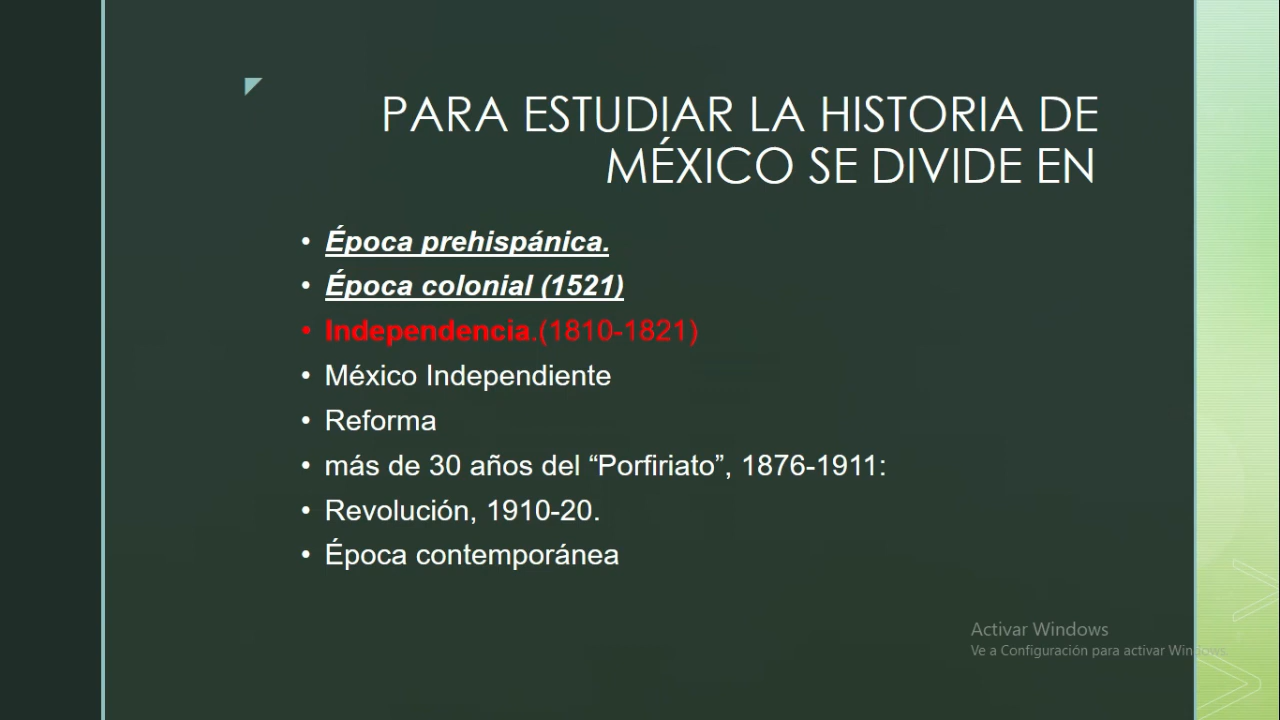 PARA ESTUDIAR LA HISTORIA DE
MÉXICO SE DIVIDE EN
• Época prehispánica.
• Época colonial (1521)
• Independencia.(1810-1821)
• México Independiente
• Reforma
• más de 30 años del “Porfiriato”, 1876-1911:
• Revolución, 1910-20.
• Época contemporánea
Activar Windows
Ve a Configuración para activar Windows.